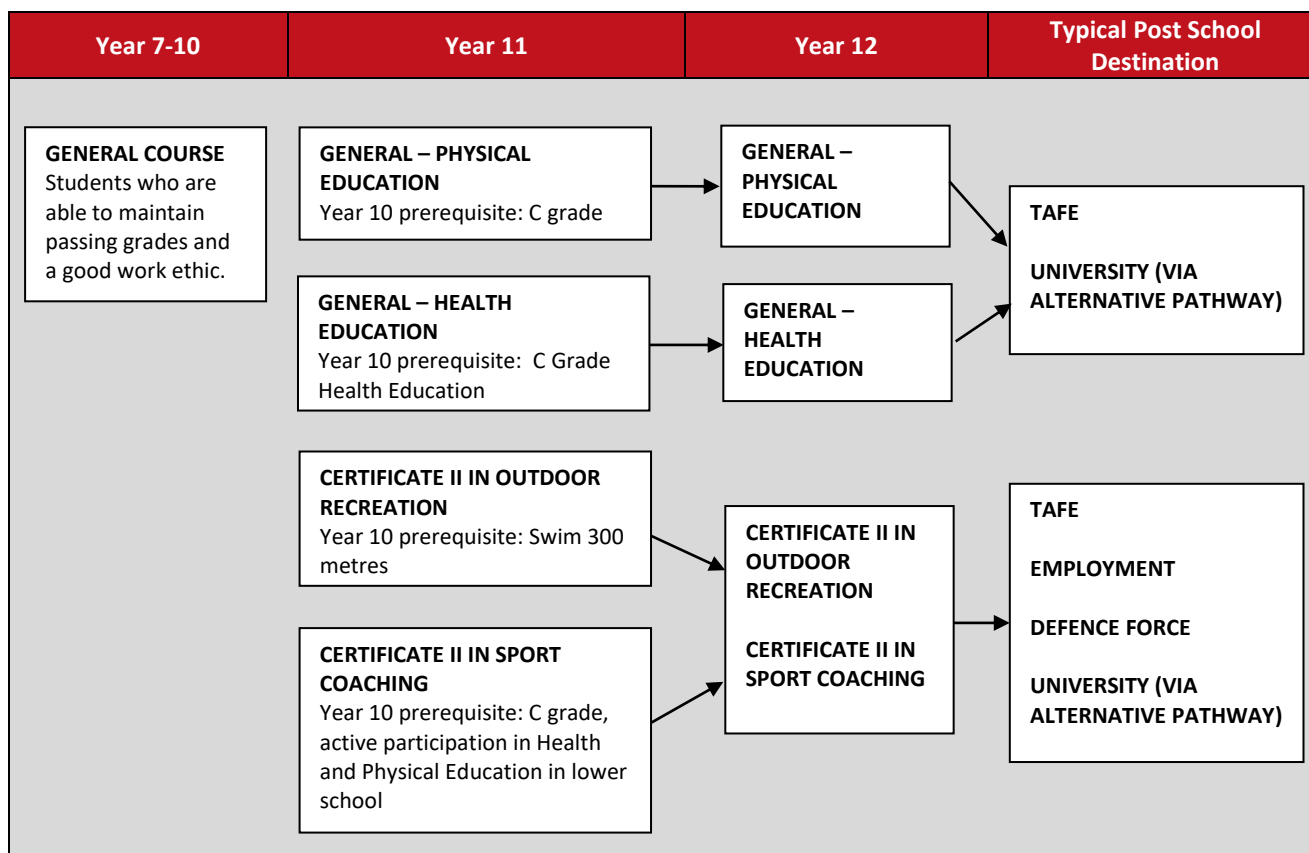 Year 7-10
Year 11
Year 12
Typical Post School
Destination
GENERAL COURSE
Students who are
able to maintain
passing grades and
a good work ethic.
GENERAL – PHYSICAL
EDUCATION
Year 10 prerequisite: C grade
GENERAL –
PHYSICAL
EDUCATION
TAFE
UNIVERSITY (VIA
ALTERNATIVE PATHWAY)
GENERAL – HEALTH
EDUCATION
Year 10 prerequisite:  C Grade
Health Education
GENERAL –
HEALTH
EDUCATION
CERTIFICATE II IN OUTDOOR
RECREATION
Year 10 prerequisite: Swim 300
metres
CERTIFICATE II IN SPORT
COACHING
Year 10 prerequisite: C grade,
active participation in Health
and Physical Education in lower
school
CERTIFICATE II IN
OUTDOOR
RECREATION
CERTIFICATE II IN
SPORT COACHING
TAFE
EMPLOYMENT
DEFENCE FORCE
UNIVERSITY (VIA
ALTERNATIVE PATHWAY)